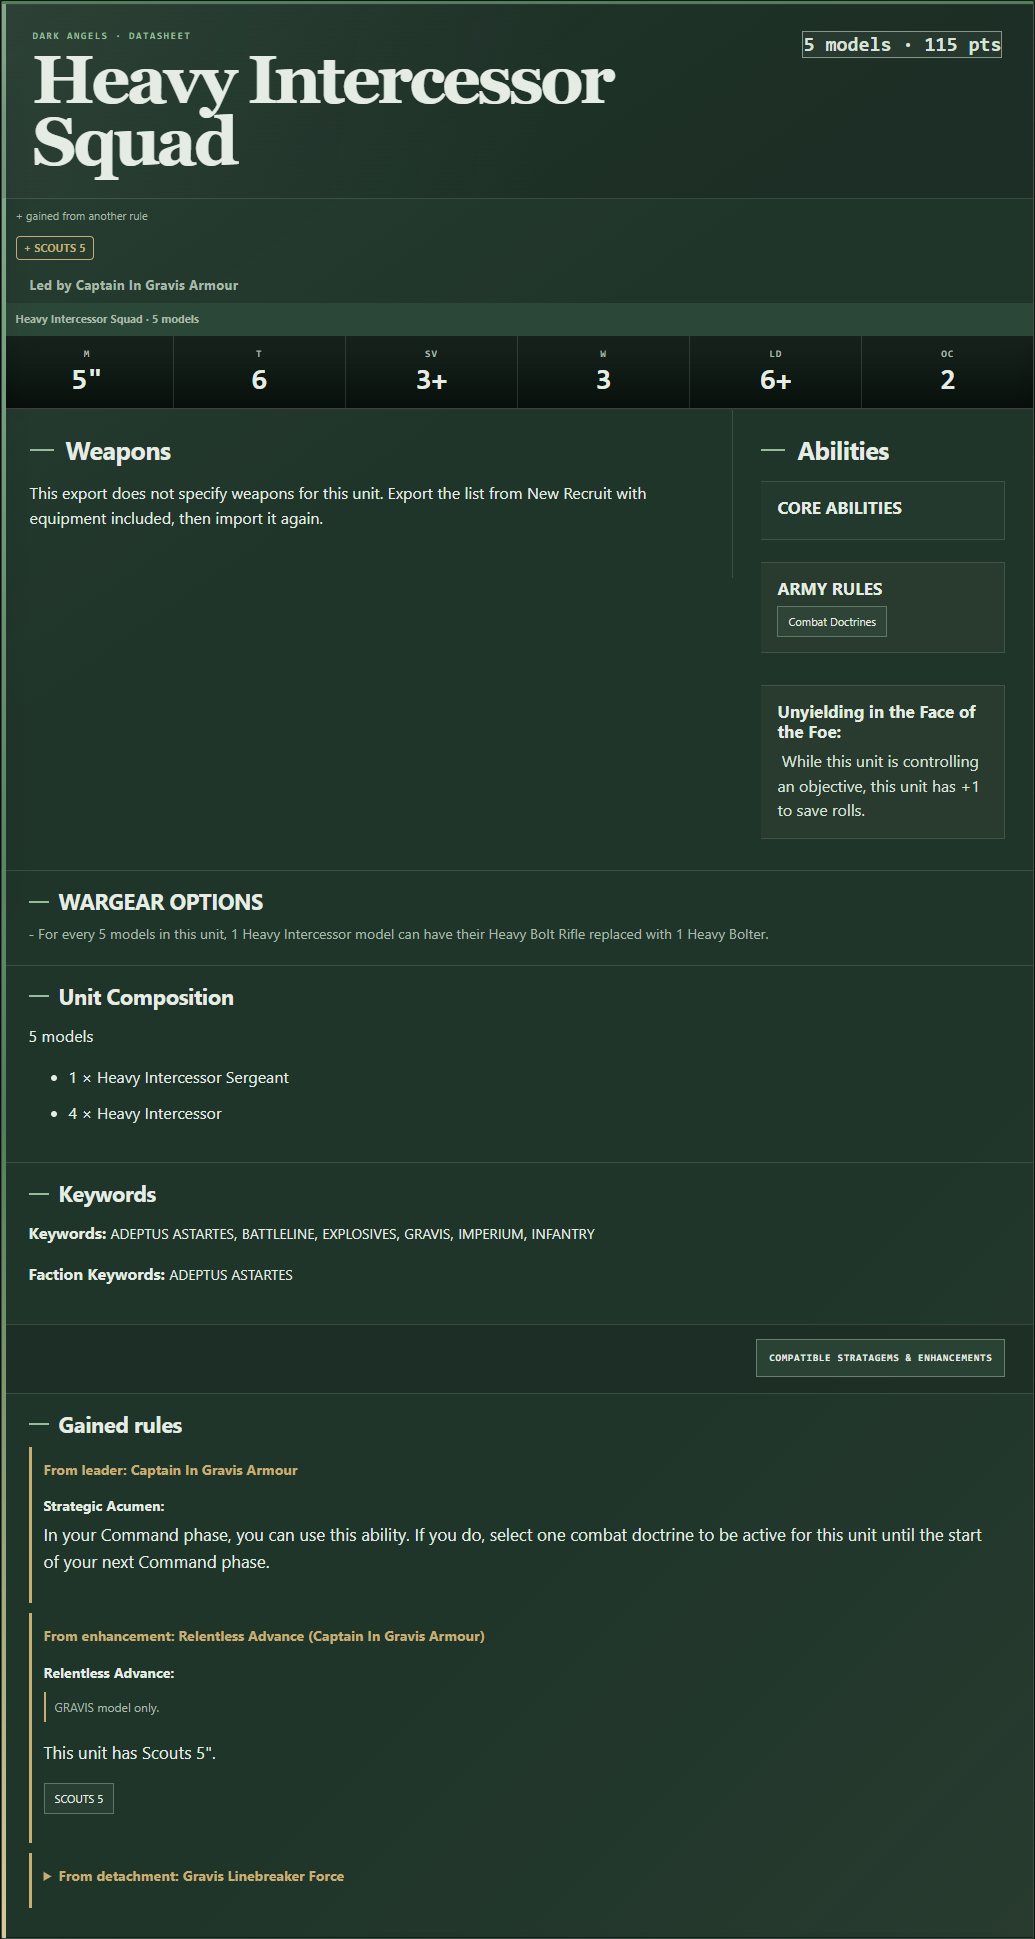 DARK ANGELS · DATASHEET
5 models · 115 pts
Heavy Intercessor
Squad
+ gained from another rule
+ SCOUTS 5
Led by Captain In Gravis Armour
Heavy Intercessor Squad · 5 models
M
5"
T
6
SV
3+
W
3
LD
6+
OC
2
Weapons
This export does not specify weapons for this unit. Export the list from New Recruit with
equipment included, then import it again.
Abilities
CORE ABILITIES
ARMY RULES
Combat Doctrines
Unyielding in the Face of
the Foe:
While this unit is controlling
an objective, this unit has +1
to save rolls.
WARGEAR OPTIONS
- For every 5 models in this unit, 1 Heavy Intercessor model can have their Heavy Bolt Rifle replaced with 1 Heavy Bolter.
Unit Composition
5 models
• 1 × Heavy Intercessor Sergeant
• 4 × Heavy Intercessor
Keywords
Keywords: ADEPTUS ASTARTES, BATTLELINE, EXPLOSIVES, GRAVIS, IMPERIUM, INFANTRY
Faction Keywords: ADEPTUS ASTARTES
COMPATIBLE STRATAGEMS & ENHANCEMENTS
Gained rules
From leader: Captain In Gravis Armour
Strategic Acumen:
In your Command phase, you can use this ability. If you do, select one combat doctrine to be active for this unit until the start
of your next Command phase.
From enhancement: Relentless Advance (Captain In Gravis Armour)
Relentless Advance:
GRAVIS model only.
This unit has Scouts 5".
SCOUTS 5
▶ From detachment: Gravis Linebreaker Force